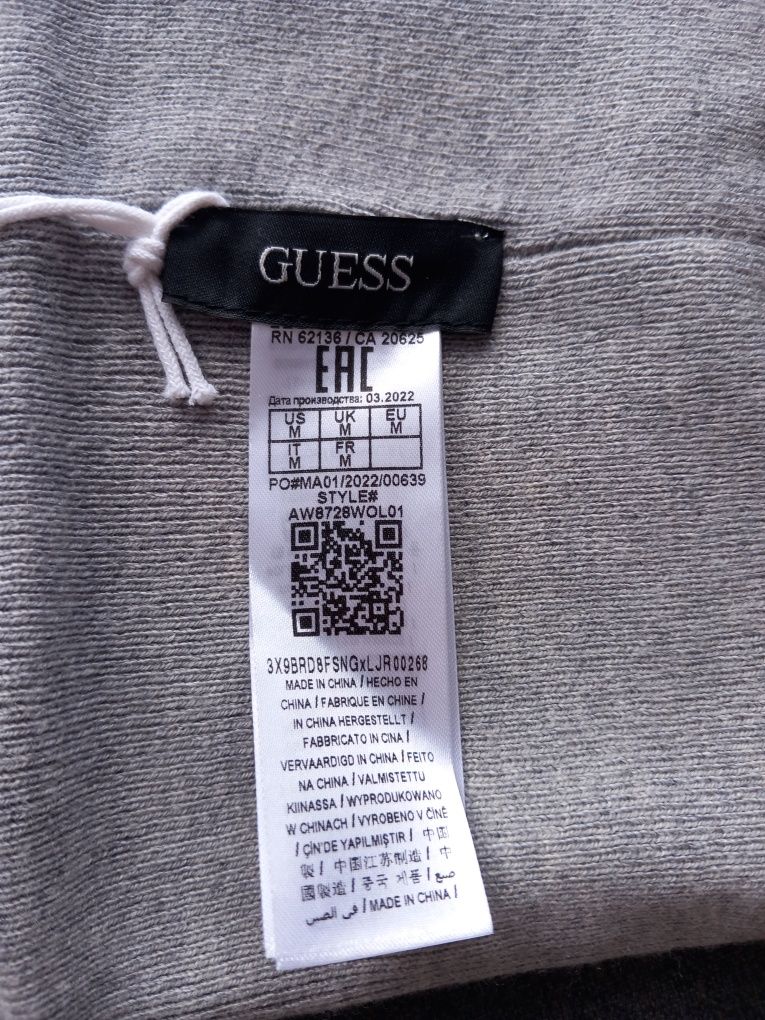 GUESS
RN 62136 / CA 20625
EAC
Дата производства: 03.2022
US UK EU
M M M
IT FR
M M
PO#MA01/2022/00639
STYLE#
AW8728WOL01
3X9BRD8FSNGxLJR00268
MADE IN CHINA / HECHO EN
CHINA / FABRIQUE EN CHINE /
IN CHINA HERGESTELLT /
FABBRICATO IN CINA /
VERVAARDIGD IN CHINA / FEITO
NA CHINA / VALMISTETTU
KIINASSA / WYPRODUKOWANO
W CHINACH / VYROBENO V ČÍNĚ
/ ÇİN'DE YAPILMIŞTIR / 中国
製 / 中国江苏制造 / 中
國製造 / 중국 제품 / صنع
في الصين / MADE IN CHINA /